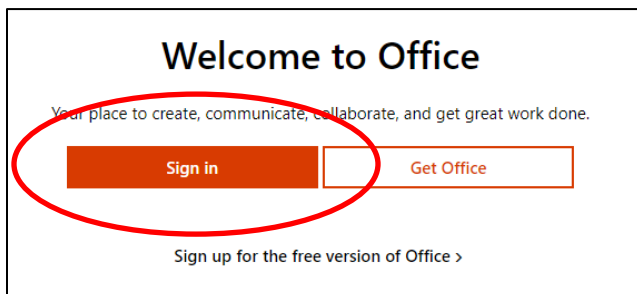 Welcome to Office
Your place to create, communicate, collaborate, and get great work done.
Sign in
Get Office
Sign up for the free version of Office >